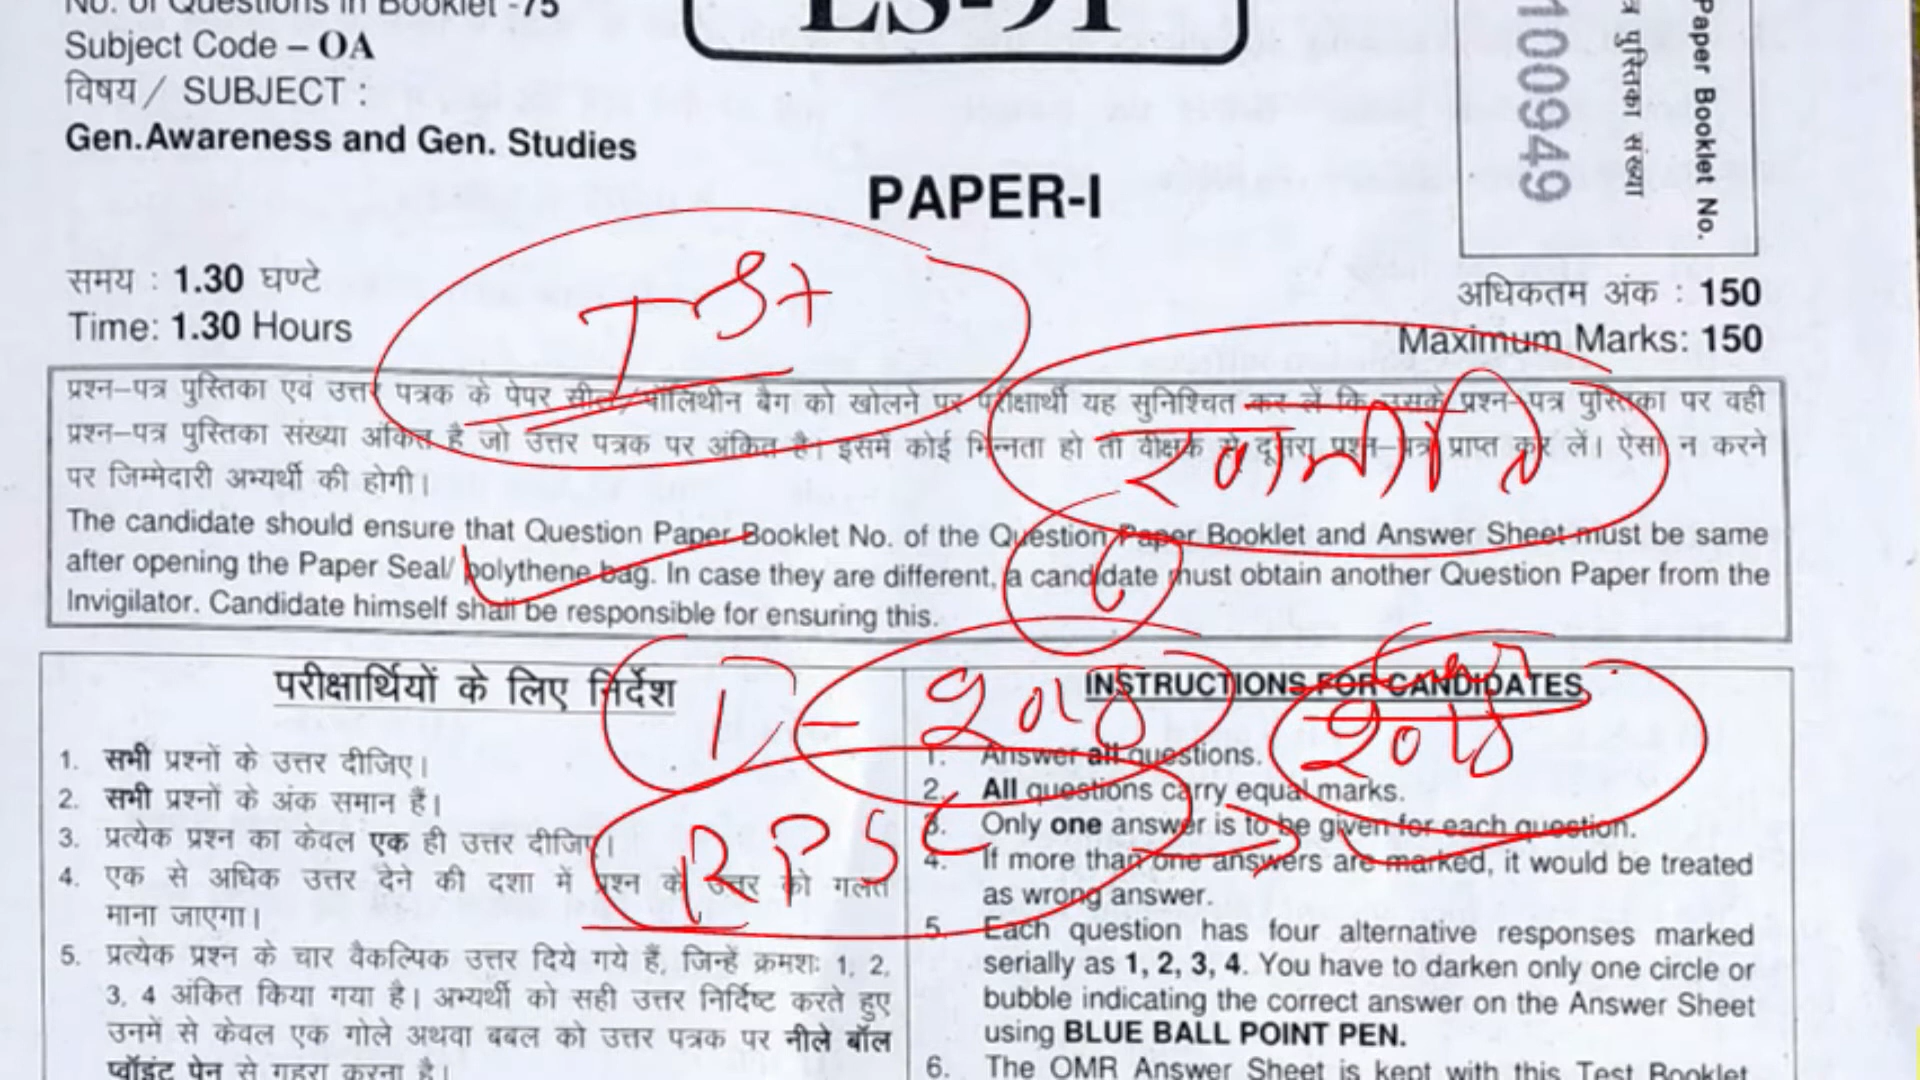 No. of Questions in Booklet -75
Subject Code – OA
विषय / SUBJECT :
Gen.Awareness and Gen. Studies
PAPER-I
1009949
प्रश्न पुस्तिका संख्या
Paper Booklet No.
समय : 1.30 घण्टे
Time: 1.30 Hours
अधिकतम अंक : 150
Maximum Marks: 150
प्रश्न–पत्र पुस्तिका एवं उत्तर पत्रक के पेपर सील/पॉलिथीन बैग को खोलने पर परीक्षार्थी यह सुनिश्चित कर लें कि उसके प्रश्न–पत्र पुस्तिका पर वही
प्रश्न–पत्र पुस्तिका संख्या अंकित है जो उत्तर पत्रक पर अंकित है। इसमें कोई भिन्नता हो तो वीक्षक से दूसरा प्रश्न–पत्र प्राप्त कर लें। ऐसा न करने
पर जिम्मेदारी अभ्यर्थी की होगी।
The candidate should ensure that Question Paper Booklet No. of the Question Paper Booklet and Answer Sheet must be same
after opening the Paper Seal/ polythene bag. In case they are different, a candidate must obtain another Question Paper from the
Invigilator. Candidate himself shall be responsible for ensuring this.
1 – 2018
2018
RPSC
परीक्षार्थियों के लिए निर्देश
1. सभी प्रश्नों के उत्तर दीजिए।
2. सभी प्रश्नों के अंक समान हैं।
3. प्रत्येक प्रश्न का केवल एक ही उत्तर दीजिए।
4. एक से अधिक उत्तर देने की दशा में प्रश्न के उत्तर को गलत
माना जाएगा।
5. प्रत्येक प्रश्न के चार वैकल्पिक उत्तर दिये गये हैं, जिन्हें क्रमशः 1, 2,
3, 4 अंकित किया गया है। अभ्यर्थी को सही उत्तर निर्दिष्ट करते हुए
उनमें से केवल एक गोले अथवा बबल को उत्तर पत्रक पर नीले बॉल
प्वॉइंट पेन से गहरा करना है।
INSTRUCTIONS FOR CANDIDATES
1. Answer all questions.
2. All questions carry equal marks.
3. Only one answer is to be given for each question.
4. If more than one answers are marked, it would be treated
as wrong answer.
5. Each question has four alternative responses marked
serially as 1, 2, 3, 4. You have to darken only one circle or
bubble indicating the correct answer on the Answer Sheet
using BLUE BALL POINT PEN.
6. The OMR Answer Sheet is kept with this Test Booklet.